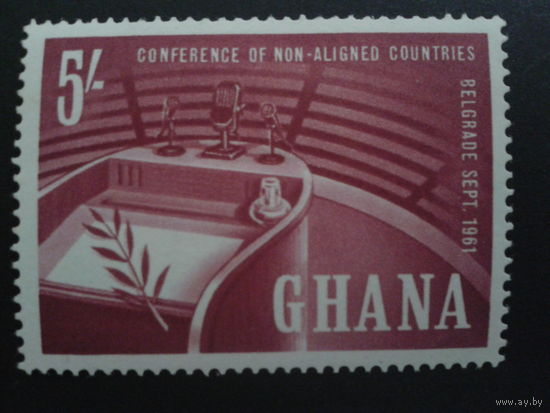 5/-
CONFERENCE OF NON-ALIGNED COUNTRIES
BELGRADE SEPT. 1961
GHANA
www.ay.by